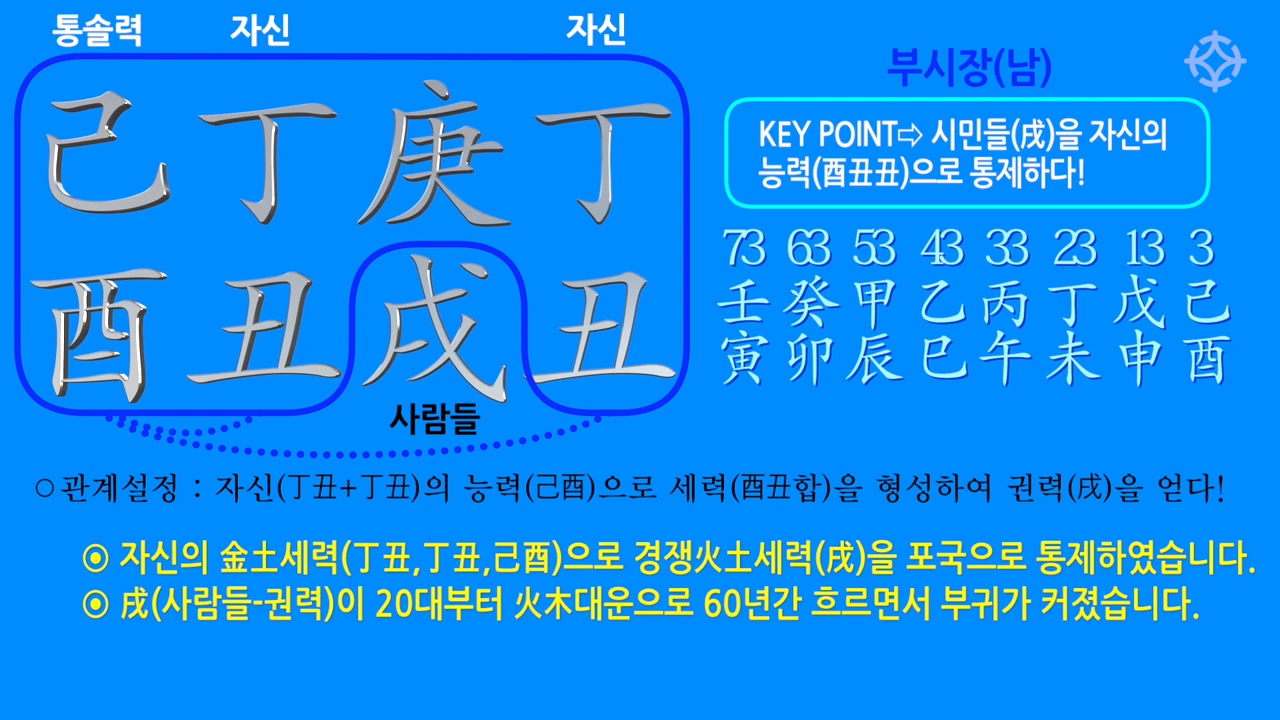 통솔력 자신 자신
己丁庚丁
酉丑戌丑
사람들
부시장(남)
KEY POINT⇨ 시민들(戌)을 자신의
능력(酉丑丑)으로 통제하다!
73 63 53 43 33 23 13 3
壬癸甲乙丙丁戊己
寅卯辰巳午未申酉
○관계설정 : 자신(丁丑+丁丑)의 능력(己酉)으로 세력(酉丑합)을 형성하여 권력(戌)을 얻다!
◉ 자신의 金土세력(丁丑,丁丑,己酉)으로 경쟁火土세력(戌)을 포국으로 통제하였습니다.
◉ 戌(사람들-권력)이 20대부터 火木대운으로 60년간 흐르면서 부귀가 커졌습니다.